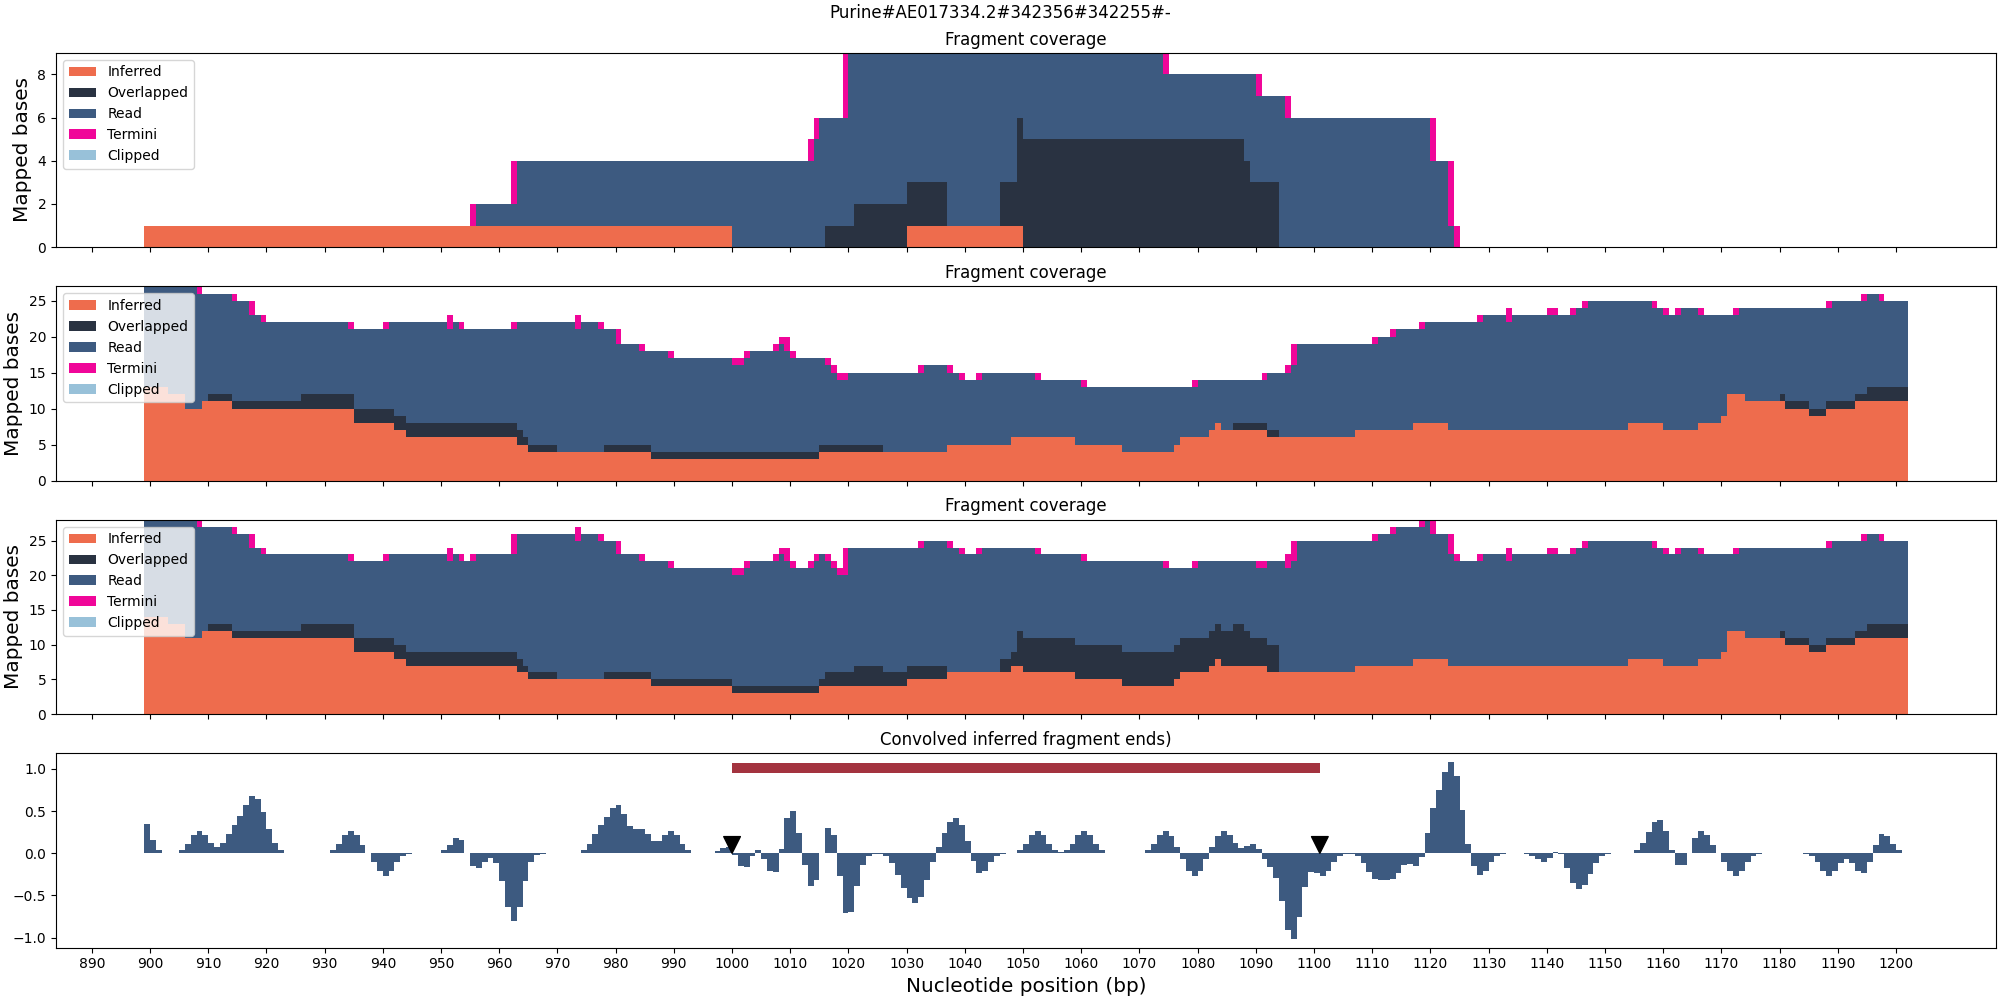 Purine#AE017334.2#342356#342255#-
Fragment coverage
Mapped bases
8
6
4
2
0
Inferred
Overlapped
Read
Termini
Clipped
Fragment coverage
Mapped bases
25
20
15
10
5
0
Inferred
Overlapped
Read
Termini
Clipped
Fragment coverage
Mapped bases
25
20
15
10
5
0
Inferred
Overlapped
Read
Termini
Clipped
Convolved inferred fragment ends)
1.0
0.5
0.0
−0.5
−1.0
890 900 910 920 930 940 950 960 970 980 990 1000 1010 1020 1030 1040 1050 1060 1070 1080 1090 1100 1110 1120 1130 1140 1150 1160 1170 1180 1190 1200
Nucleotide position (bp)